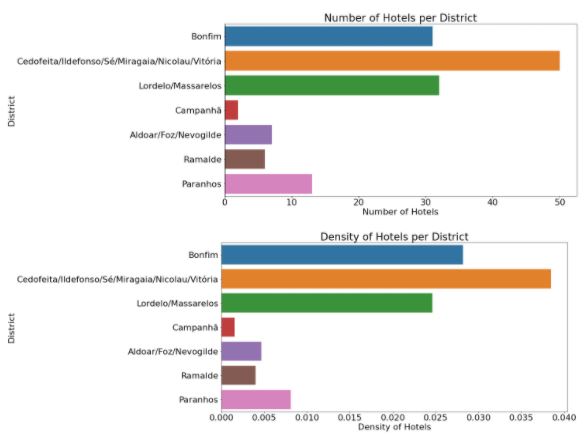 Number of Hotels per District
Bonfim
Cedofeita/Ildefonso/Sé/Miragaia/Nicolau/Vitória
Lordelo/Massarelos
Campanhã
Aldoar/Foz/Nevogilde
Ramalde
Paranhos
District
0 10 20 30 40 50
Number of Hotels
Density of Hotels per District
Bonfim
Cedofeita/Ildefonso/Sé/Miragaia/Nicolau/Vitória
Lordelo/Massarelos
Campanhã
Aldoar/Foz/Nevogilde
Ramalde
Paranhos
District
0.000 0.005 0.010 0.015 0.020 0.025 0.030 0.035 0.040
Density of Hotels